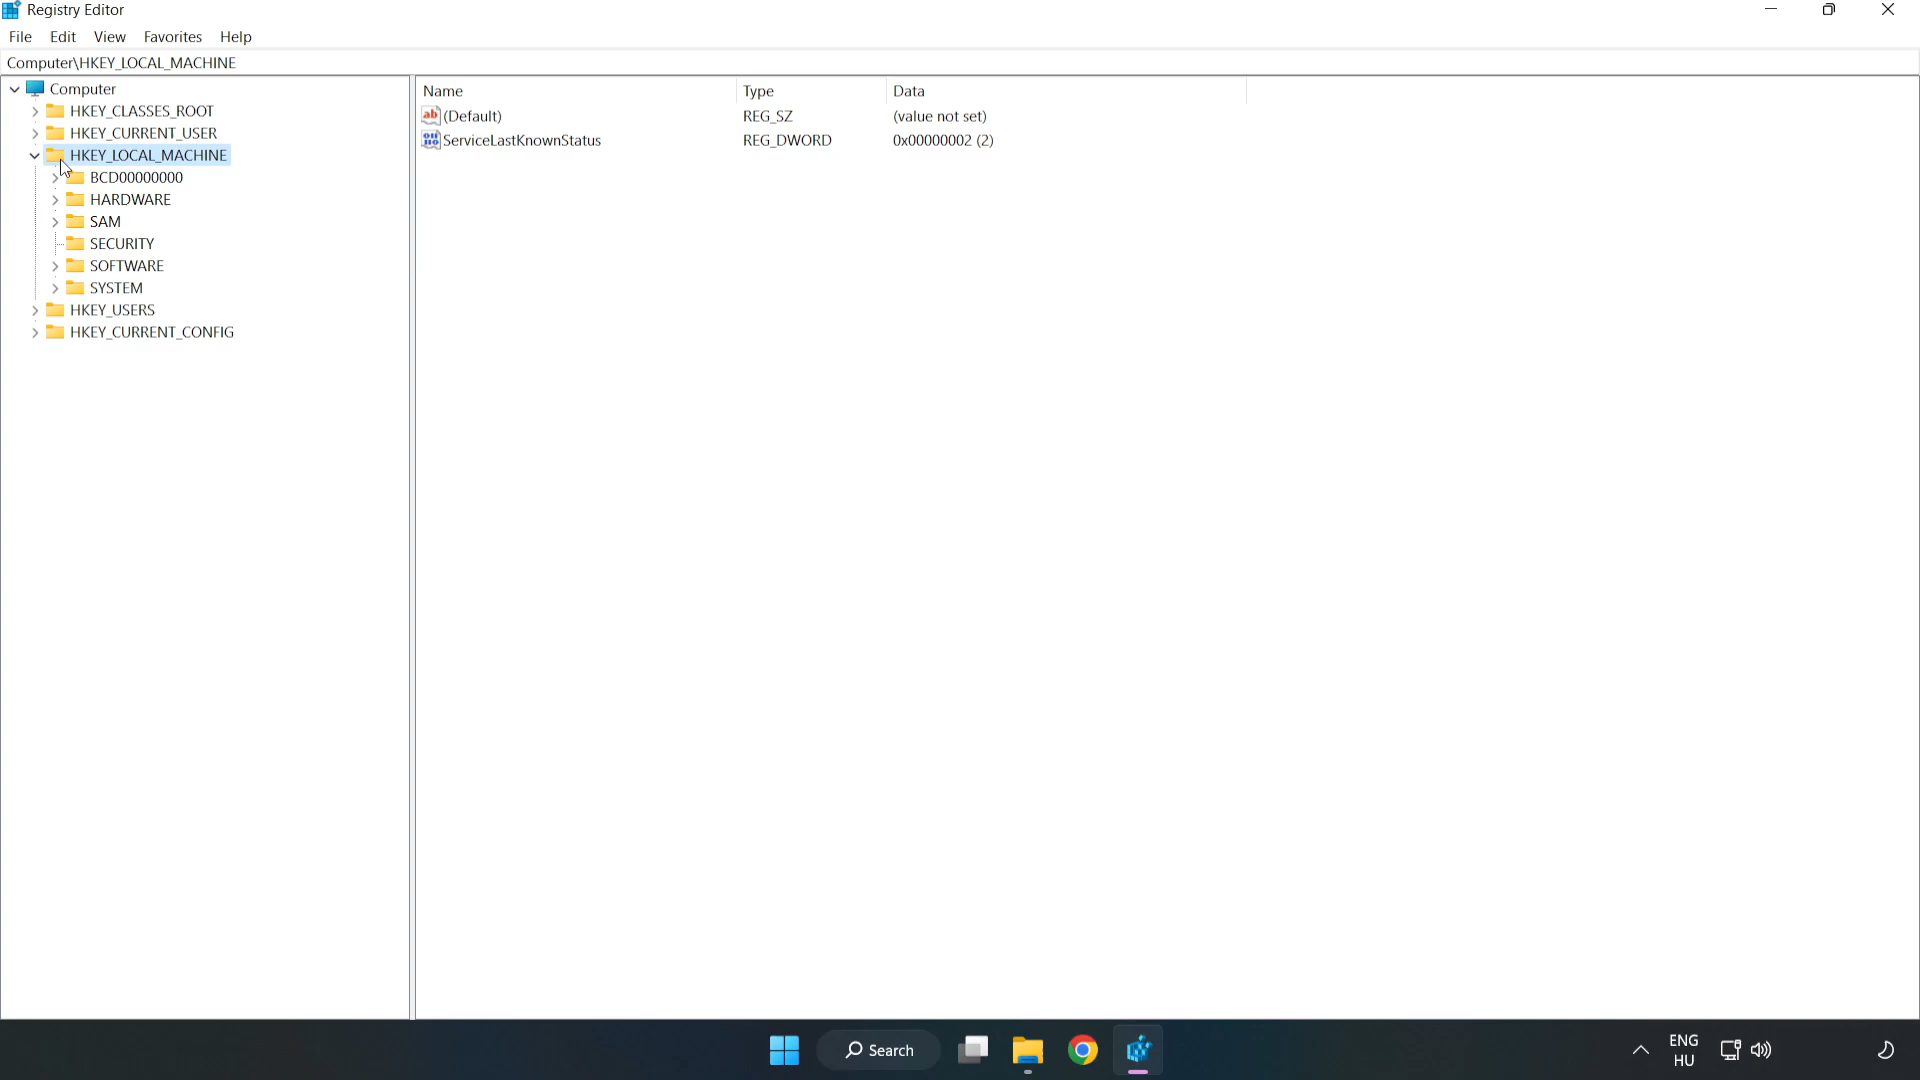 Registry Editor
File Edit View Favorites Help
Computer\HKEY_LOCAL_MACHINE
Computer
HKEY_CLASSES_ROOT
HKEY_CURRENT_USER
HKEY_LOCAL_MACHINE
BCD00000000
HARDWARE
SAM
SECURITY
SOFTWARE
SYSTEM
HKEY_USERS
HKEY_CURRENT_CONFIG
Name Type Data
ab (Default) REG_SZ (value not set)
ServiceLastKnownStatus REG_DWORD 0x00000002 (2)
Search
ENG
HU